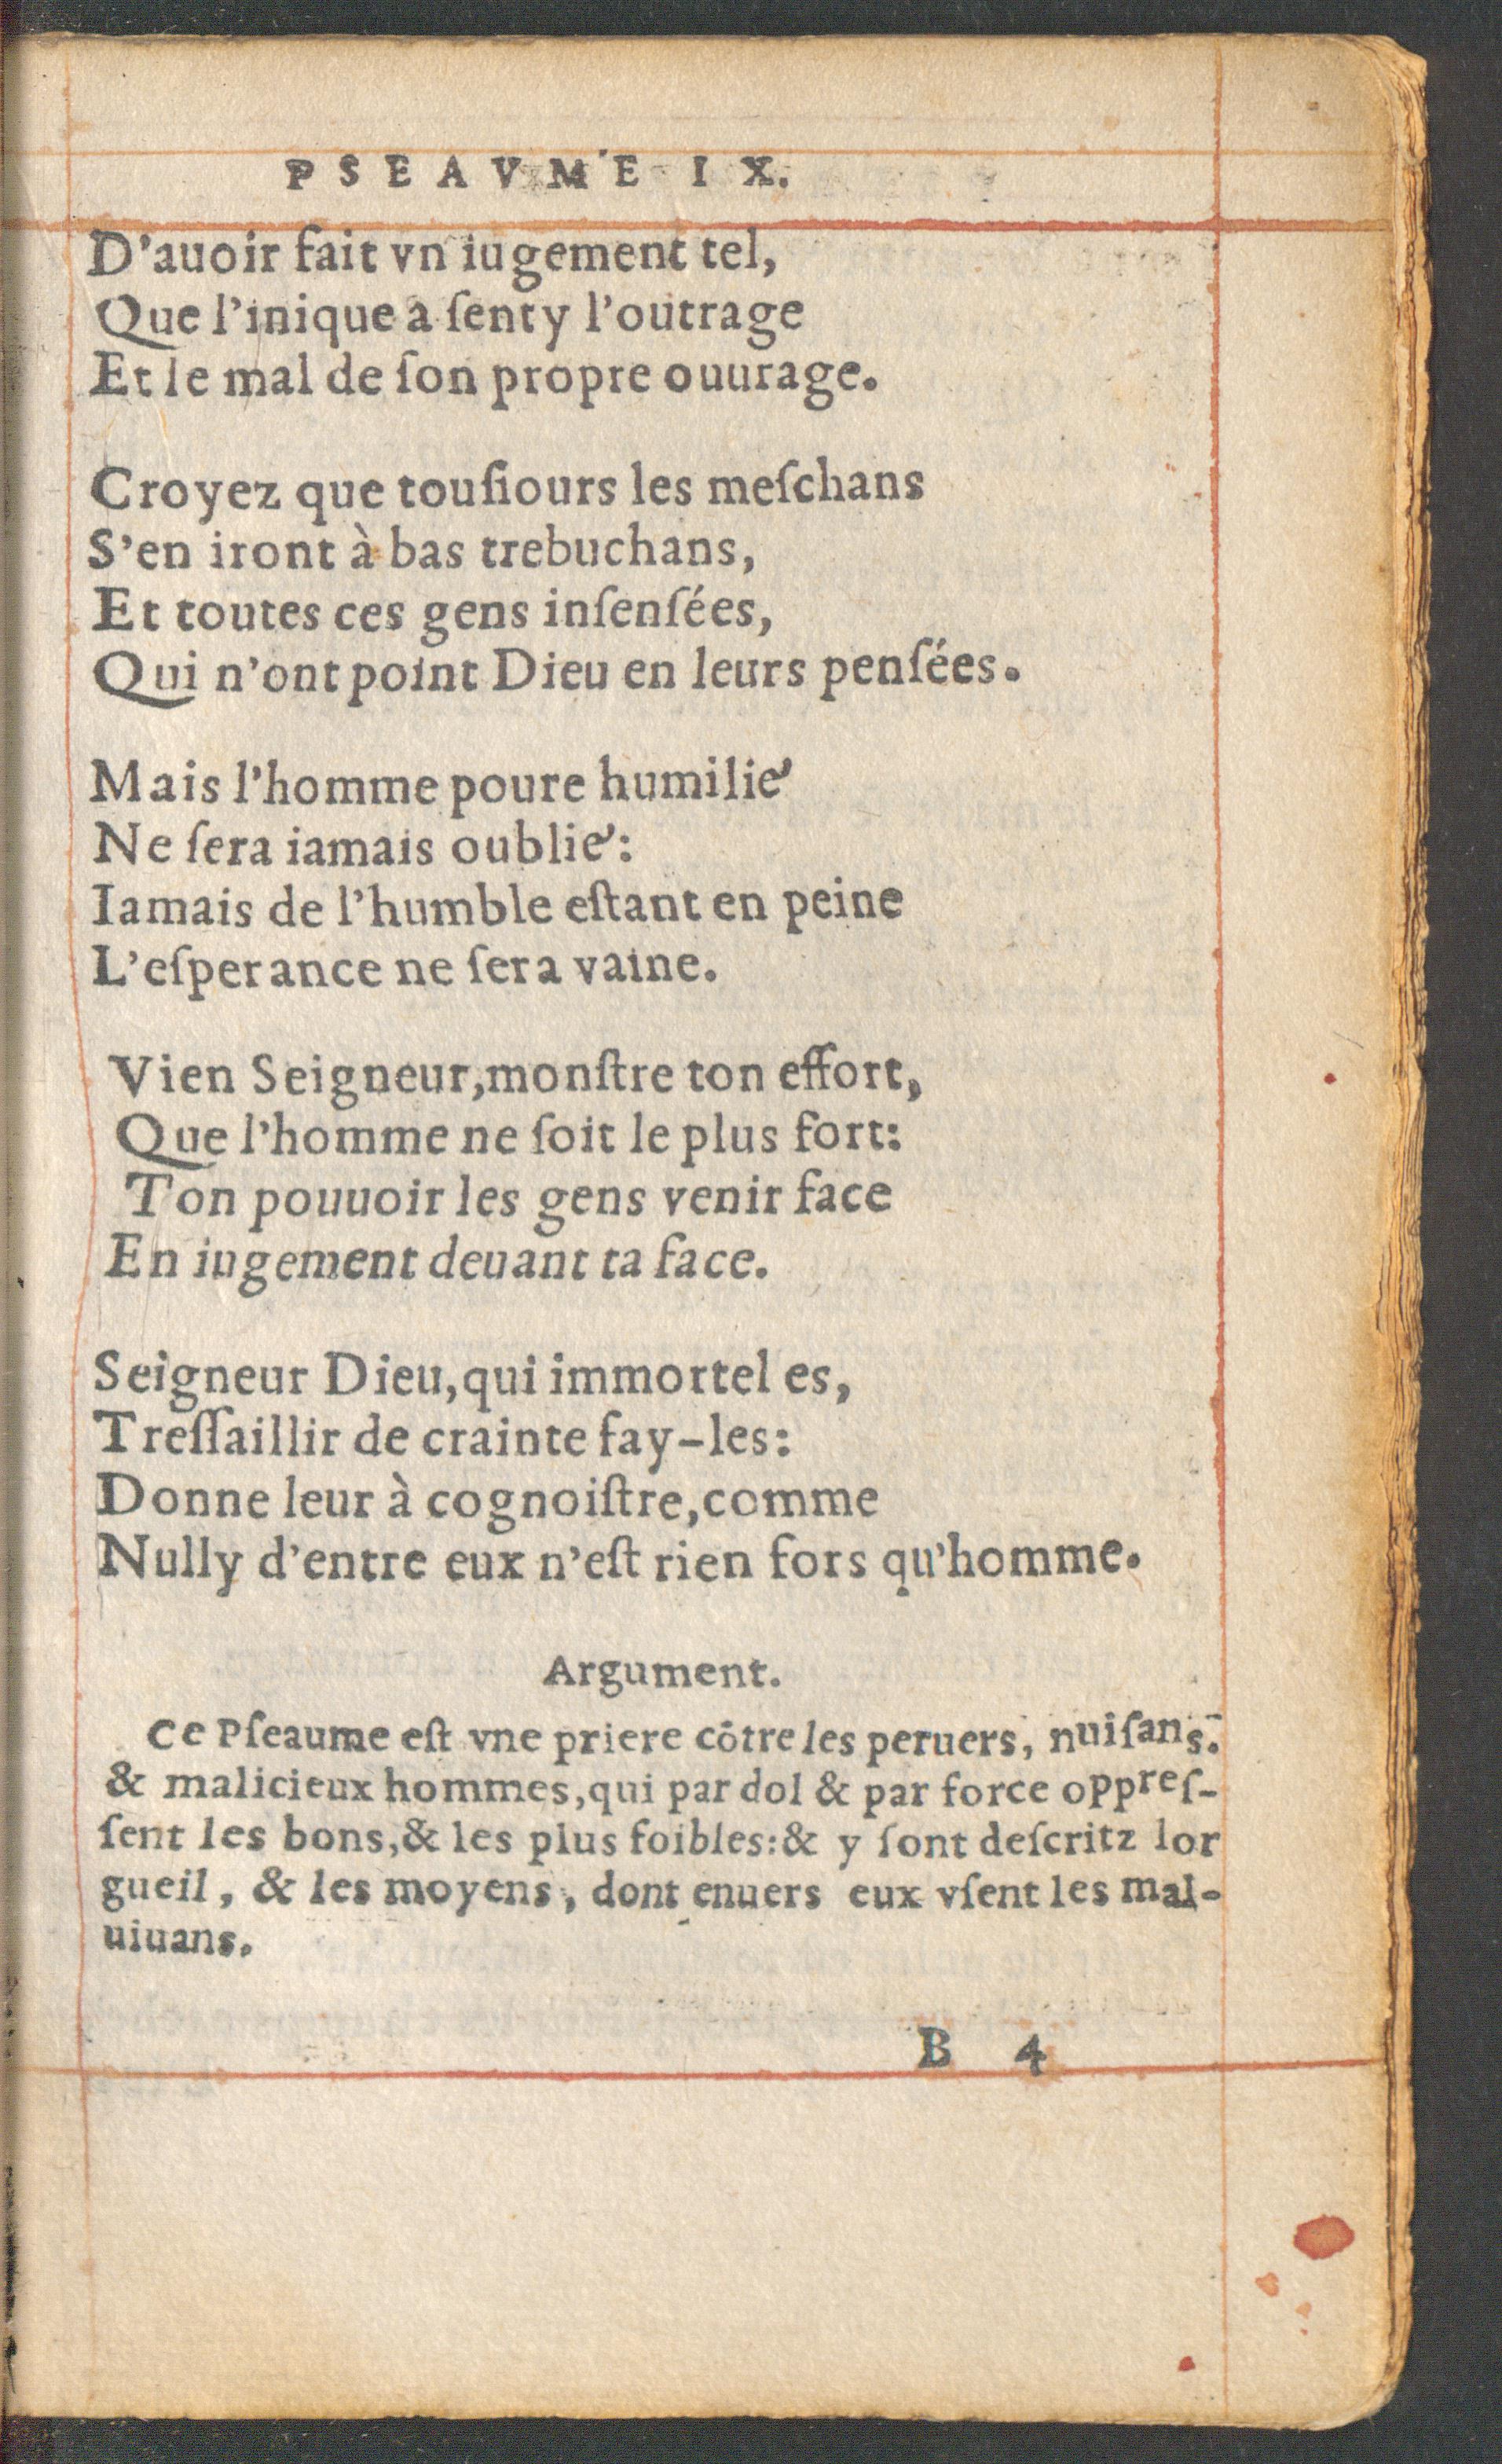 PSEAVME IX.
D'auoir fait vn iugement tel,
Que l'inique a ſenty l'outrage
Et le mal de ſon propre ouurage.
Croyez que touſiours les meſchans
S'en iront à bas trebuchans,
Et toutes ces gens inſenſées,
Qui n'ont point Dieu en leurs penſées.
Mais l'homme poure humilié
Ne ſera iamais oublié:
Iamais de l'humble eſtant en peine
L'eſperance ne ſera vaine.
Vien Seigneur, monſtre ton effort,
Que l'homme ne ſoit le plus fort:
Ton pouuoir les gens venir face
En iugement deuant ta face.
Seigneur Dieu, qui immortel es,
Treſſaillir de crainte fay-les:
Donne leur à cognoiſtre, comme
Nully d'entre eux n'eſt rien fors qu'homme.
Argument.
Ce Pſeaume eſt vne priere cōtre les peruers, nuiſans.
& malicieux hommes, qui par dol & par force oppreſ-
ſent les bons, & les plus foibles: & y ſont deſcritz lor
gueil, & les moyens, dont enuers eux vſent les mal-
uiuans.
B 4